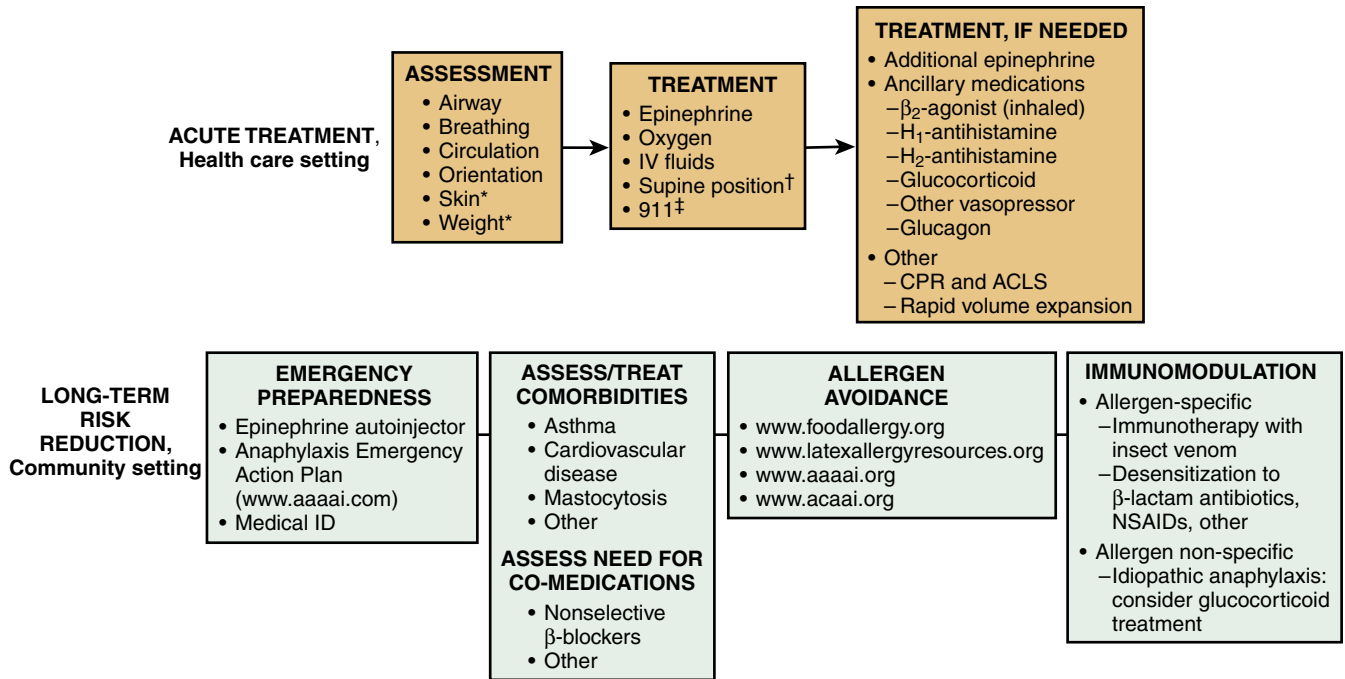 ACUTE TREATMENT,
Health care setting
ASSESSMENT
• Airway
• Breathing
• Circulation
• Orientation
• Skin*
• Weight*
TREATMENT
• Epinephrine
• Oxygen
• IV fluids
• Supine position†
• 911‡
TREATMENT, IF NEEDED
• Additional epinephrine
• Ancillary medications
–β₂-agonist (inhaled)
–H₁-antihistamine
–H₂-antihistamine
–Glucocorticoid
–Other vasopressor
–Glucagon
• Other
– CPR and ACLS
– Rapid volume expansion
LONG-TERM
RISK
REDUCTION,
Community setting
EMERGENCY
PREPAREDNESS
• Epinephrine autoinjector
• Anaphylaxis Emergency
Action Plan
(www.aaaai.com)
• Medical ID
ASSESS/TREAT
COMORBIDITIES
• Asthma
• Cardiovascular
disease
• Mastocytosis
• Other
ASSESS NEED FOR
CO-MEDICATIONS
• Nonselective
β-blockers
• Other
ALLERGEN
AVOIDANCE
• www.foodallergy.org
• www.latexallergyresources.org
• www.aaaai.org
• www.acaai.org
IMMUNOMODULATION
• Allergen-specific
–Immunotherapy with
insect venom
–Desensitization to
β-lactam antibiotics,
NSAIDs, other
• Allergen non-specific
–Idiopathic anaphylaxis:
consider glucocorticoid
treatment